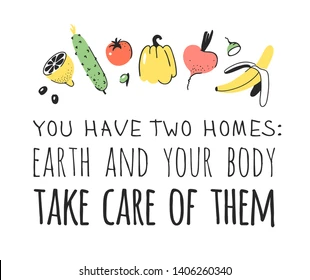 YOU HAVE TWO HOMES:
EARTH AND YOUR BODY
TAKE CARE OF THEM
shutterstock.com · 1406260340